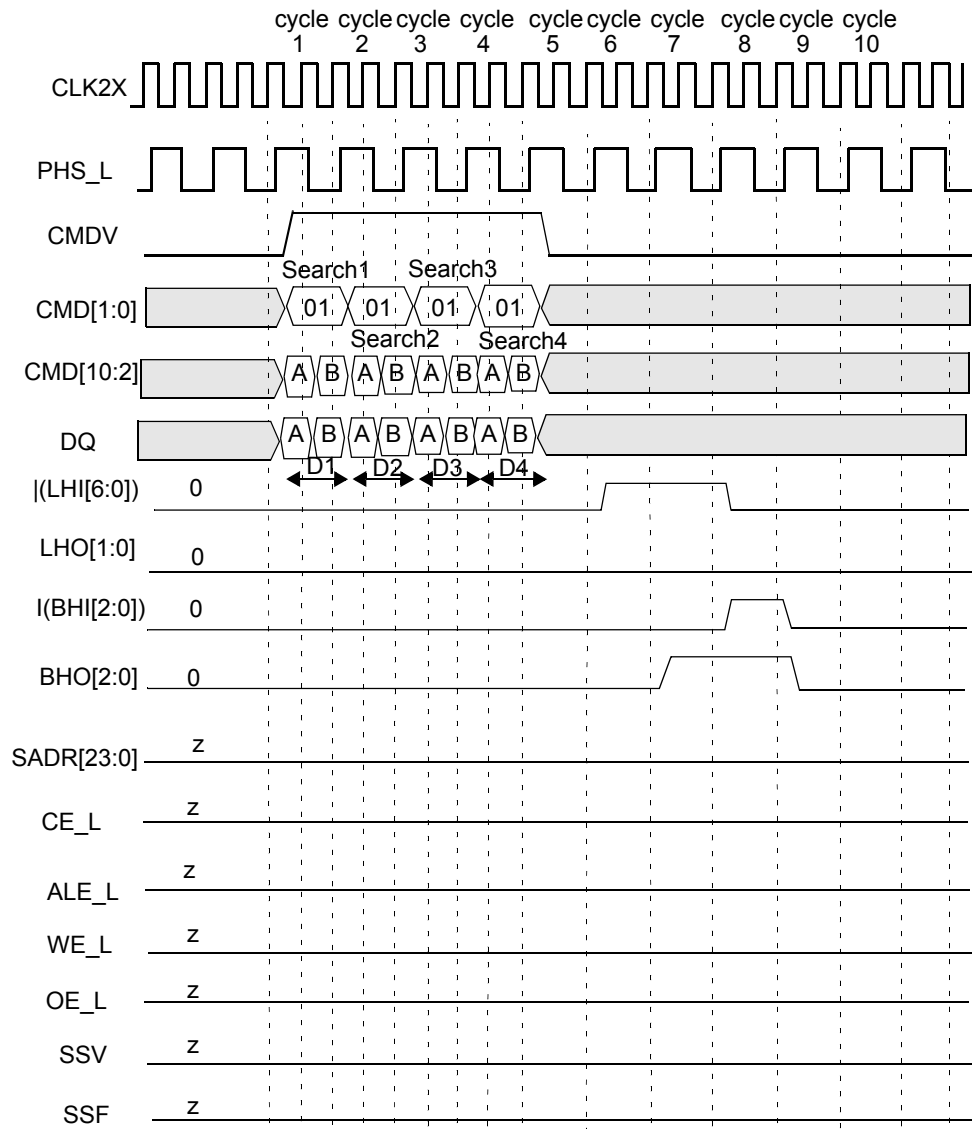 cycle cycle cycle cycle cycle cycle cycle cycle cycle cycle
1 2 3 4 5 6 7 8 9 10
CLK2X
PHS_L
CMDV
Search1 Search3
CMD[1:0] 01 01 01 01
Search2 Search4
CMD[10:2] A B A B A B A B
DQ A B A B A B A B
D1 D2 D3 D4
|(LHI[6:0]) 0
LHO[1:0] 0
I(BHI[2:0]) 0
BHO[2:0] 0
SADR[23:0] z
CE_L z
ALE_L z
WE_L z
OE_L z
SSV z
SSF z